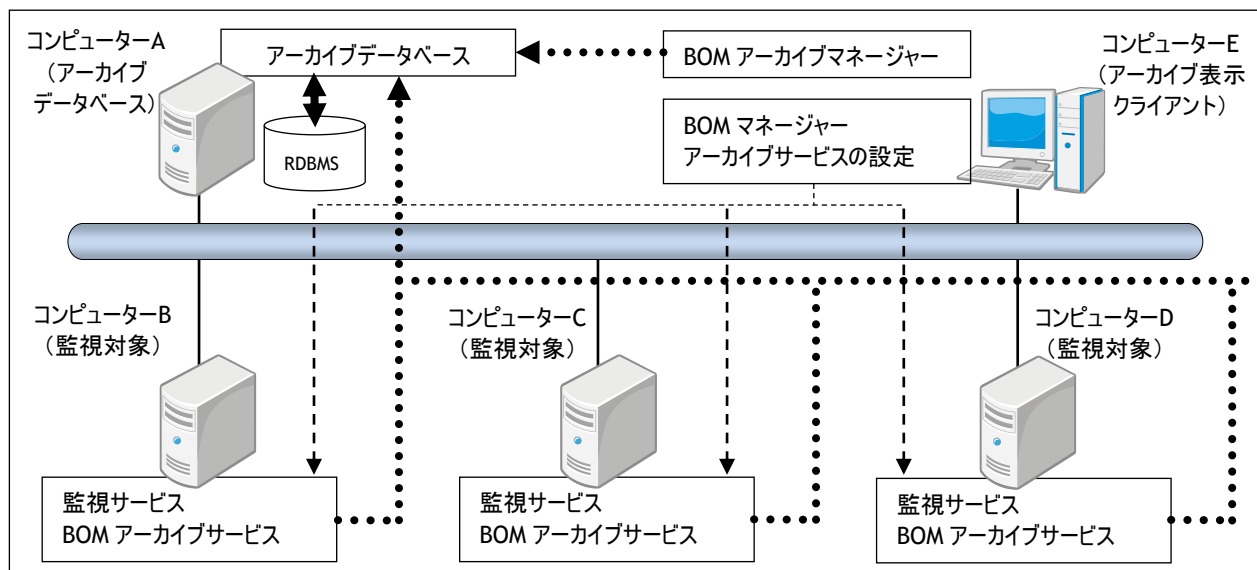 コンピューターA
（アーカイブ
データベース）
アーカイブデータベース
RDBMS
BOM アーカイブマネージャー
BOM マネージャー
アーカイブサービスの設定
コンピューターE
（アーカイブ表示
クライアント）
コンピューターB
（監視対象）
コンピューターC
（監視対象）
コンピューターD
（監視対象）
監視サービス
BOM アーカイブサービス
監視サービス
BOM アーカイブサービス
監視サービス
BOM アーカイブサービス